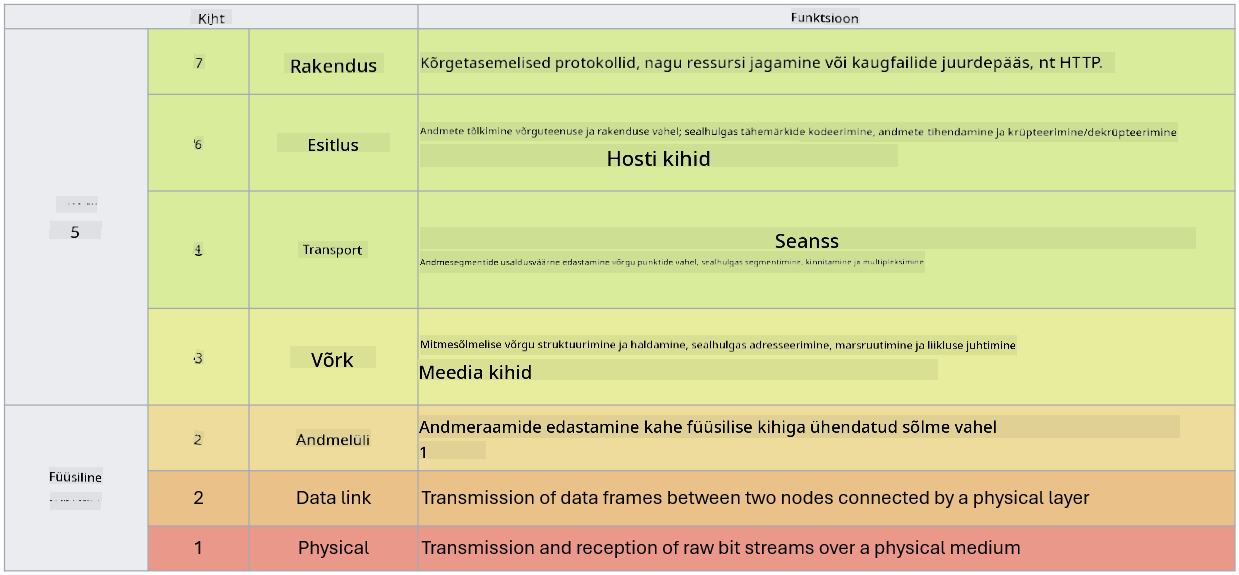 Kiht
Funktsioon
7
Rakendus
Kõrgetasemelised protokollid, nagu ressursi jagamine või kaugfailide juurdepääs, nt HTTP.
6
Esitlus
Andmete tõlkimine võrguteenuse ja rakenduse vahel; sealhulgas tähemärkide kodeerimine, andmete tihendamine ja krüpteerimine/dekrüpteerimine
Hosti kihid
5
4
Transport
Seanss
Andmesegmentide usaldusväärne edastamine võrgu punktide vahel, sealhulgas segmentimine, kinnitamine ja multipleksimine
3
Võrk
Mitmesõlmelise võrgu struktuurimine ja haldamine, sealhulgas adresseerimine, marsruutimine ja liikluse juhtimine
Meedia kihid
Füüsiline
2
Andmelüli
Andmeraamide edastamine kahe füüsilise kihiga ühendatud sõlme vahel
1
2
Data link
Transmission of data frames between two nodes connected by a physical layer
1
Physical
Transmission and reception of raw bit streams over a physical medium